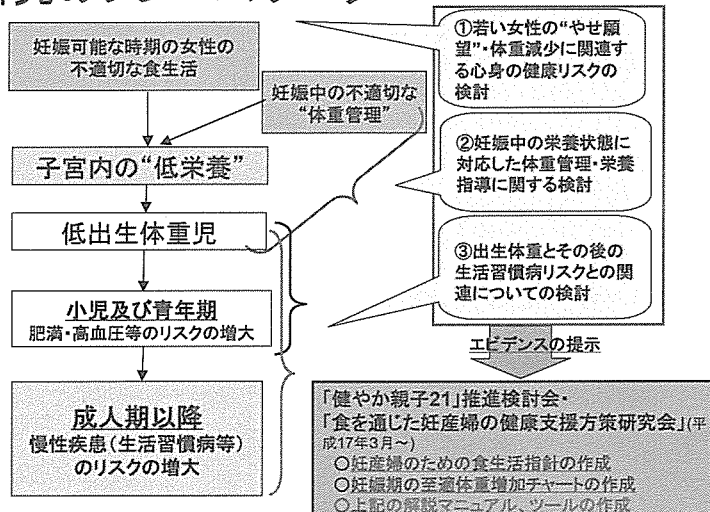 妊娠可能な時期の女性の
不適切な食生活
妊娠中の不適切な
“体重管理”
子宮内の“低栄養”
低出生体重児
小児及び青年期
肥満・高血圧等のリスクの増大
成人期以降
慢性疾患(生活習慣病等)
のリスクの増大
①若い女性の“やせ願
望”・体重減少に関連す
る心身の健康リスクの
検討
②妊娠中の栄養状態に
対応した体重管理・栄養
指導に関する検討
③出生体重とその後の
生活習慣病リスクとの関
連についての検討
エビデンスの提示
「健やか親子21」推進検討会・
「食を通じた妊産婦の健康支援方策研究会」(平
成17年3月～)
○妊産婦のための食生活指針の作成
○妊娠期の至適体重増加チャートの作成
○上記の解説マニュアル、ツールの作成